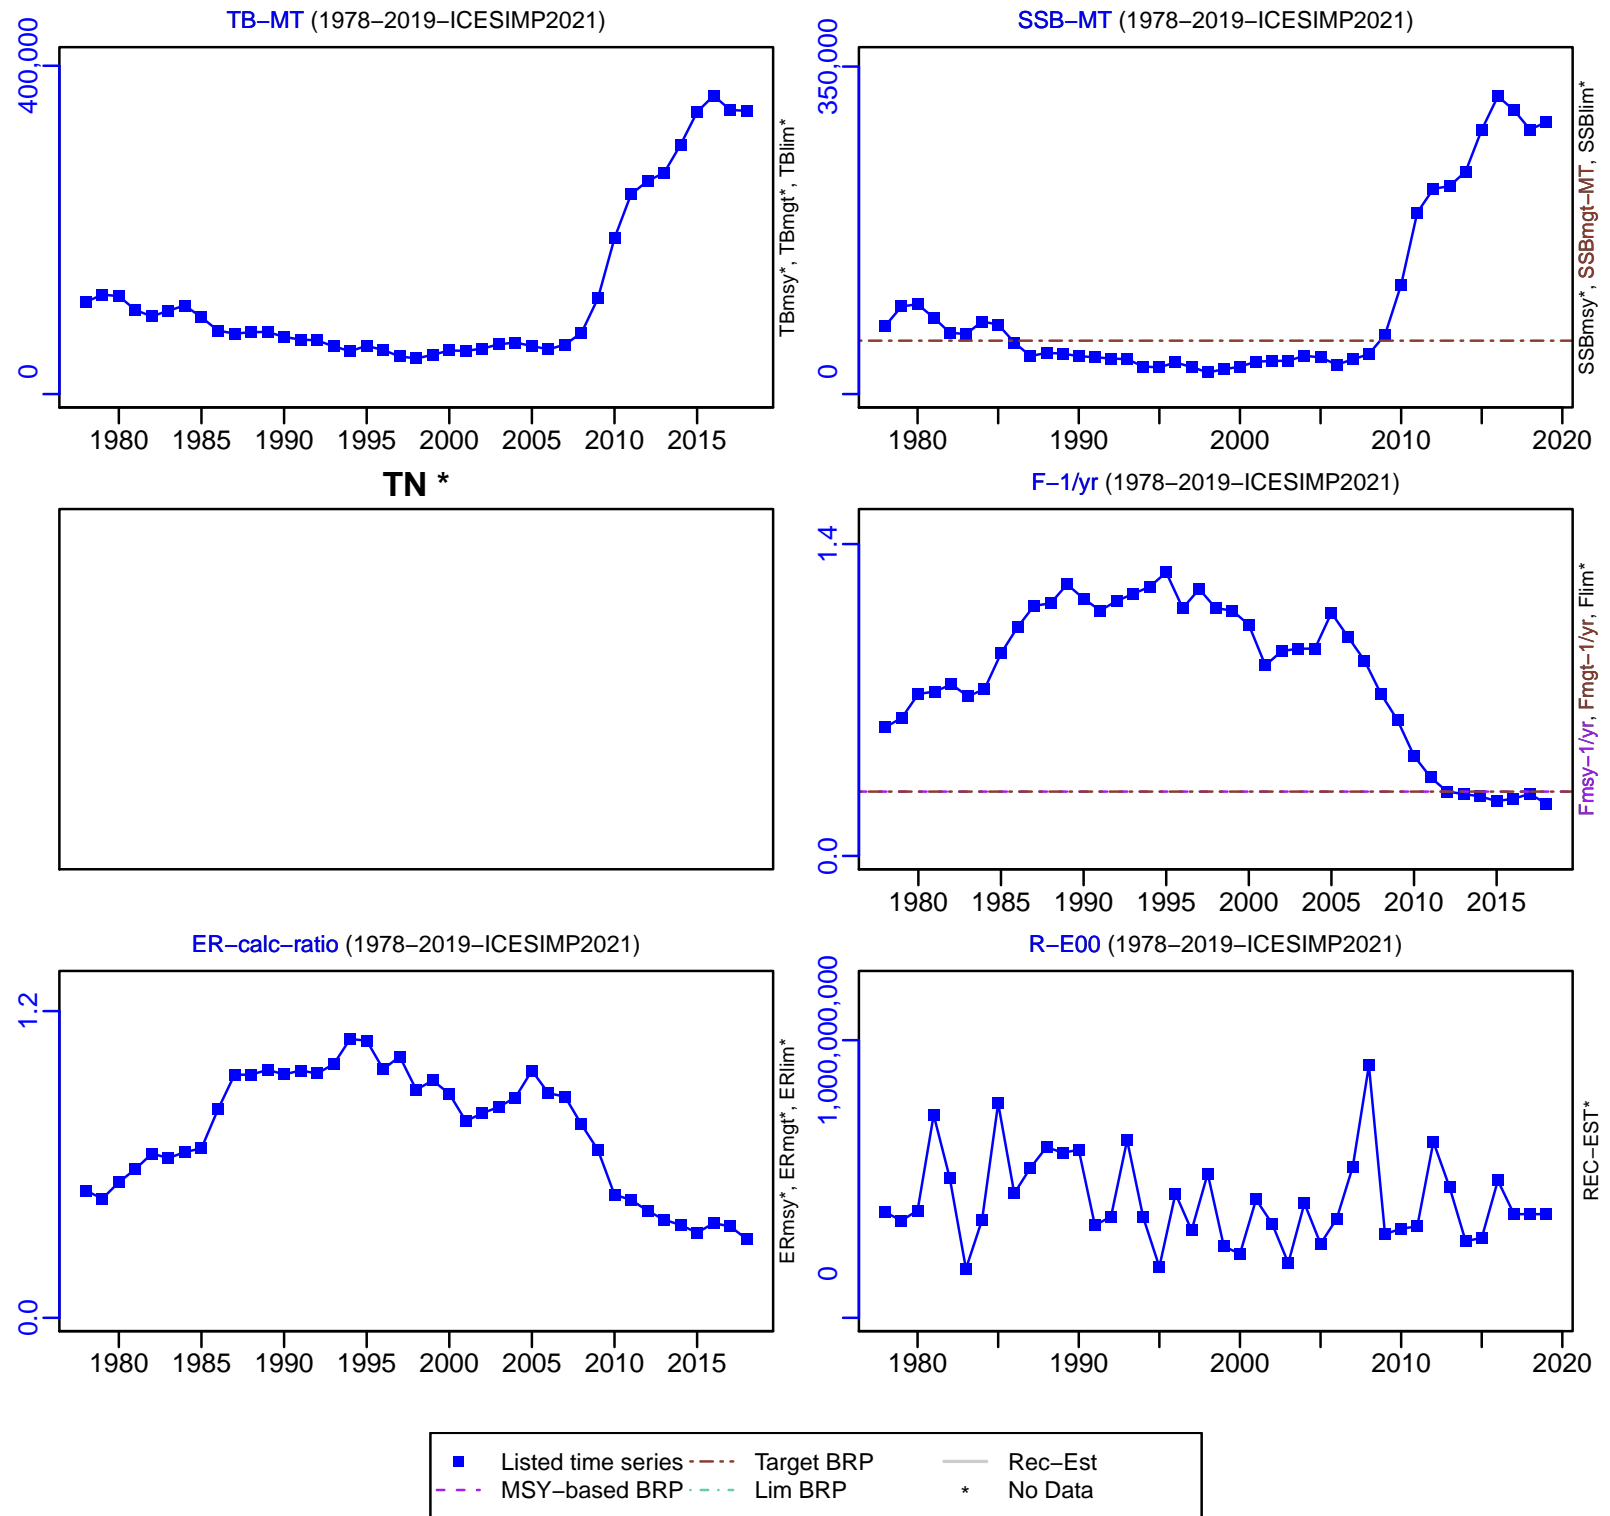 TB−MT (1978−2019−ICESIMP2021)
400,000
0
TBmsy*, TBmgt*, TBlim*
1980 1985 1990 1995 2000 2005 2010 2015
SSB−MT (1978−2019−ICESIMP2021)
350,000
0
SSBmsy*, SSBmgt−MT, SSBlim*
1980 1990 2000 2010 2020
TN *
F−1/yr (1978−2019−ICESIMP2021)
1.4
0.0
Fmsy−1/yr, Fmgt−1/yr, Flim*
1980 1985 1990 1995 2000 2005 2010 2015
ER−calc−ratio (1978−2019−ICESIMP2021)
1.2
0.0
ERmsy*, ERmgt*, ERlim*
1980 1985 1990 1995 2000 2005 2010 2015
R−E00 (1978−2019−ICESIMP2021)
1,000,000,000
0
REC−EST*
1980 1990 2000 2010 2020
Listed time series Target BRP Rec−Est
MSY−based BRP Lim BRP * No Data